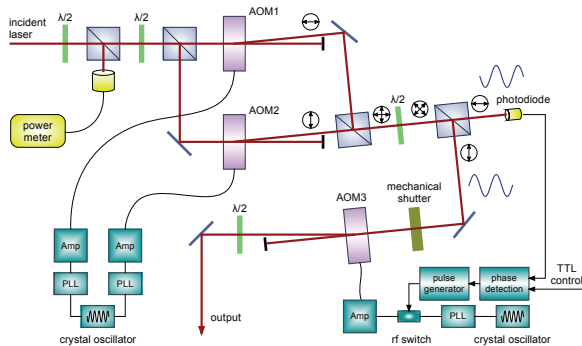 incident
laser
λ/2
λ/2
AOM1
power
meter
AOM2
λ/2
photodiode
mechanical
shutter
λ/2
AOM3
Amp
Amp
PLL
PLL
crystal oscillator
output
pulse
generator
phase
detection
TTL
control
Amp
PLL
rf switch
crystal oscillator